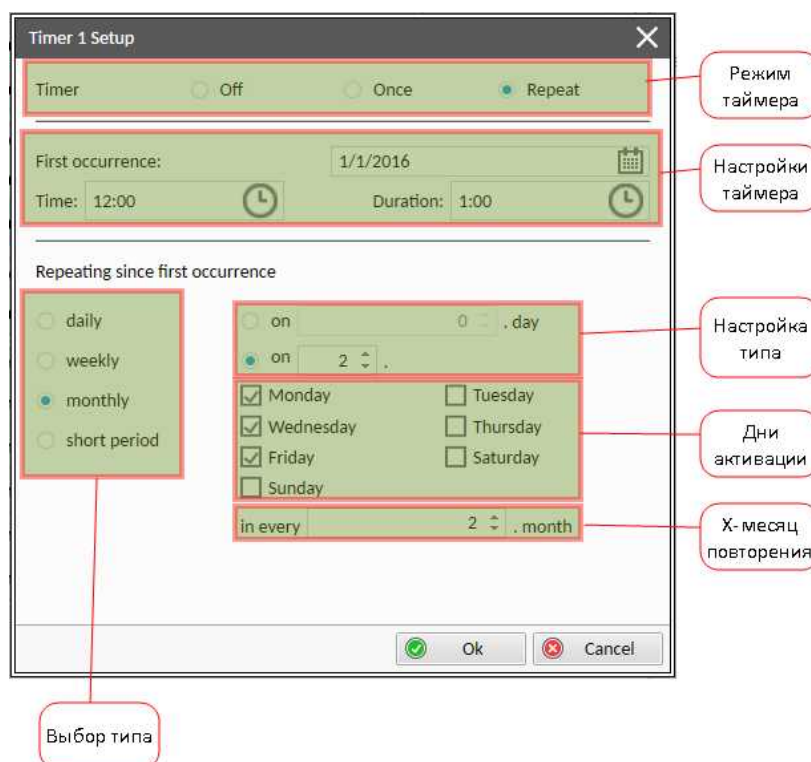 Timer 1 Setup
Timer Off Once Repeat
Режим
таймера
First occurrence: 1/1/2016
Time: 12:00 Duration: 1:00
Настройки
таймера
Repeating since first occurrence
daily
weekly
monthly
short period
on 0 . day
on 2 .
Настройка
типа
Monday Tuesday
Wednesday Thursday
Friday Saturday
Sunday
Дни
активации
in every 2 . month
Х-месяц
повторения
Ok Cancel
Выбор типа